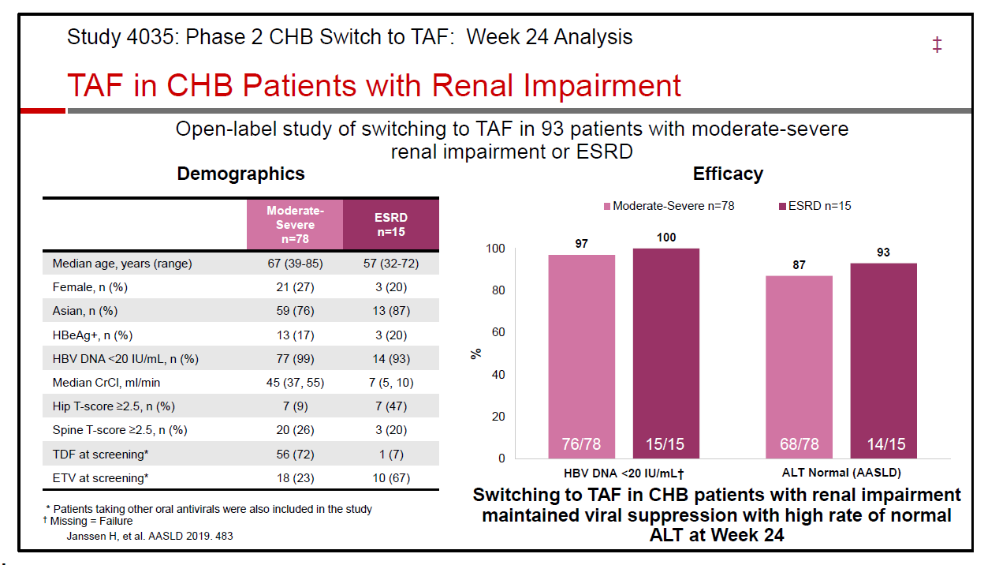 Study 4035: Phase 2 CHB Switch to TAF: Week 24 Analysis
‡
TAF in CHB Patients with Renal Impairment
Open-label study of switching to TAF in 93 patients with moderate-severe
renal impairment or ESRD
Demographics
Moderate-
Severe
n=78
ESRD
n=15
Median age, years (range) 67 (39-85) 57 (32-72)
Female, n (%) 21 (27) 3 (20)
Asian, n (%) 59 (76) 13 (87)
HBeAg+, n (%) 13 (17) 3 (20)
HBV DNA <20 IU/mL, n (%) 77 (99) 14 (93)
Median CrCl, ml/min 45 (37, 55) 7 (5, 10)
Hip T-score ≥2.5, n (%) 7 (9) 7 (47)
Spine T-score ≥2.5, n (%) 20 (26) 3 (20)
TDF at screening* 56 (72) 1 (7)
ETV at screening* 18 (23) 10 (67)
* Patients taking other oral antivirals were also included in the study
† Missing = Failure
Janssen H, et al. AASLD 2019. 483
Efficacy
Moderate-Severe n=78 ESRD n=15
%
100
80
60
40
20
0
97 100 87 93
76/78 15/15 68/78 14/15
HBV DNA <20 IU/mL† ALT Normal (AASLD)
Switching to TAF in CHB patients with renal impairment
maintained viral suppression with high rate of normal
ALT at Week 24